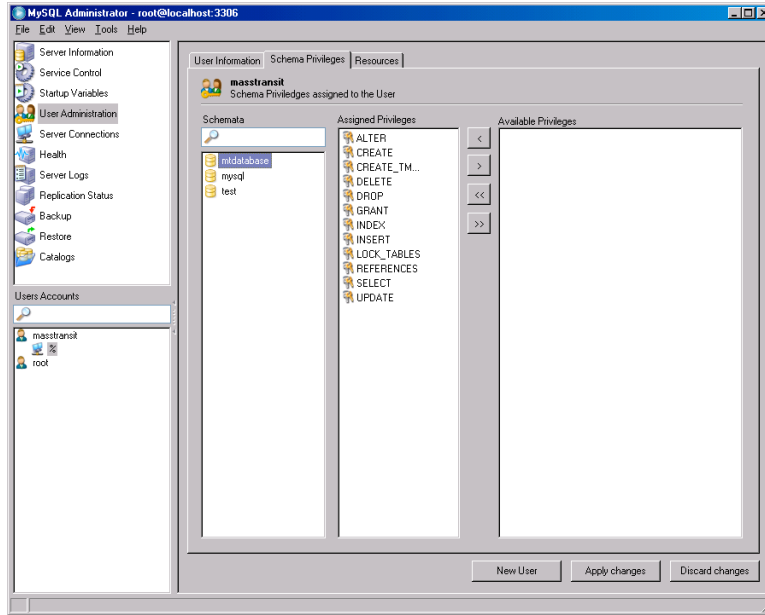 MySQL Administrator - root@localhost:3306
File Edit View Tools Help
Server Information
Service Control
Startup Variables
User Administration
Server Connections
Health
Server Logs
Replication Status
Backup
Restore
Catalogs
Users Accounts
masstransit
%
root
User Information Schema Privileges Resources
masstransit
Schema Priviledges assigned to the User
Schemata
mtdatabase
mysql
test
Assigned Privileges
ALTER
CREATE
CREATE_TM...
DELETE
DROP
GRANT
INDEX
INSERT
LOCK_TABLES
REFERENCES
SELECT
UPDATE
<
>
<<
>>
Available Privileges
New User Apply changes Discard changes